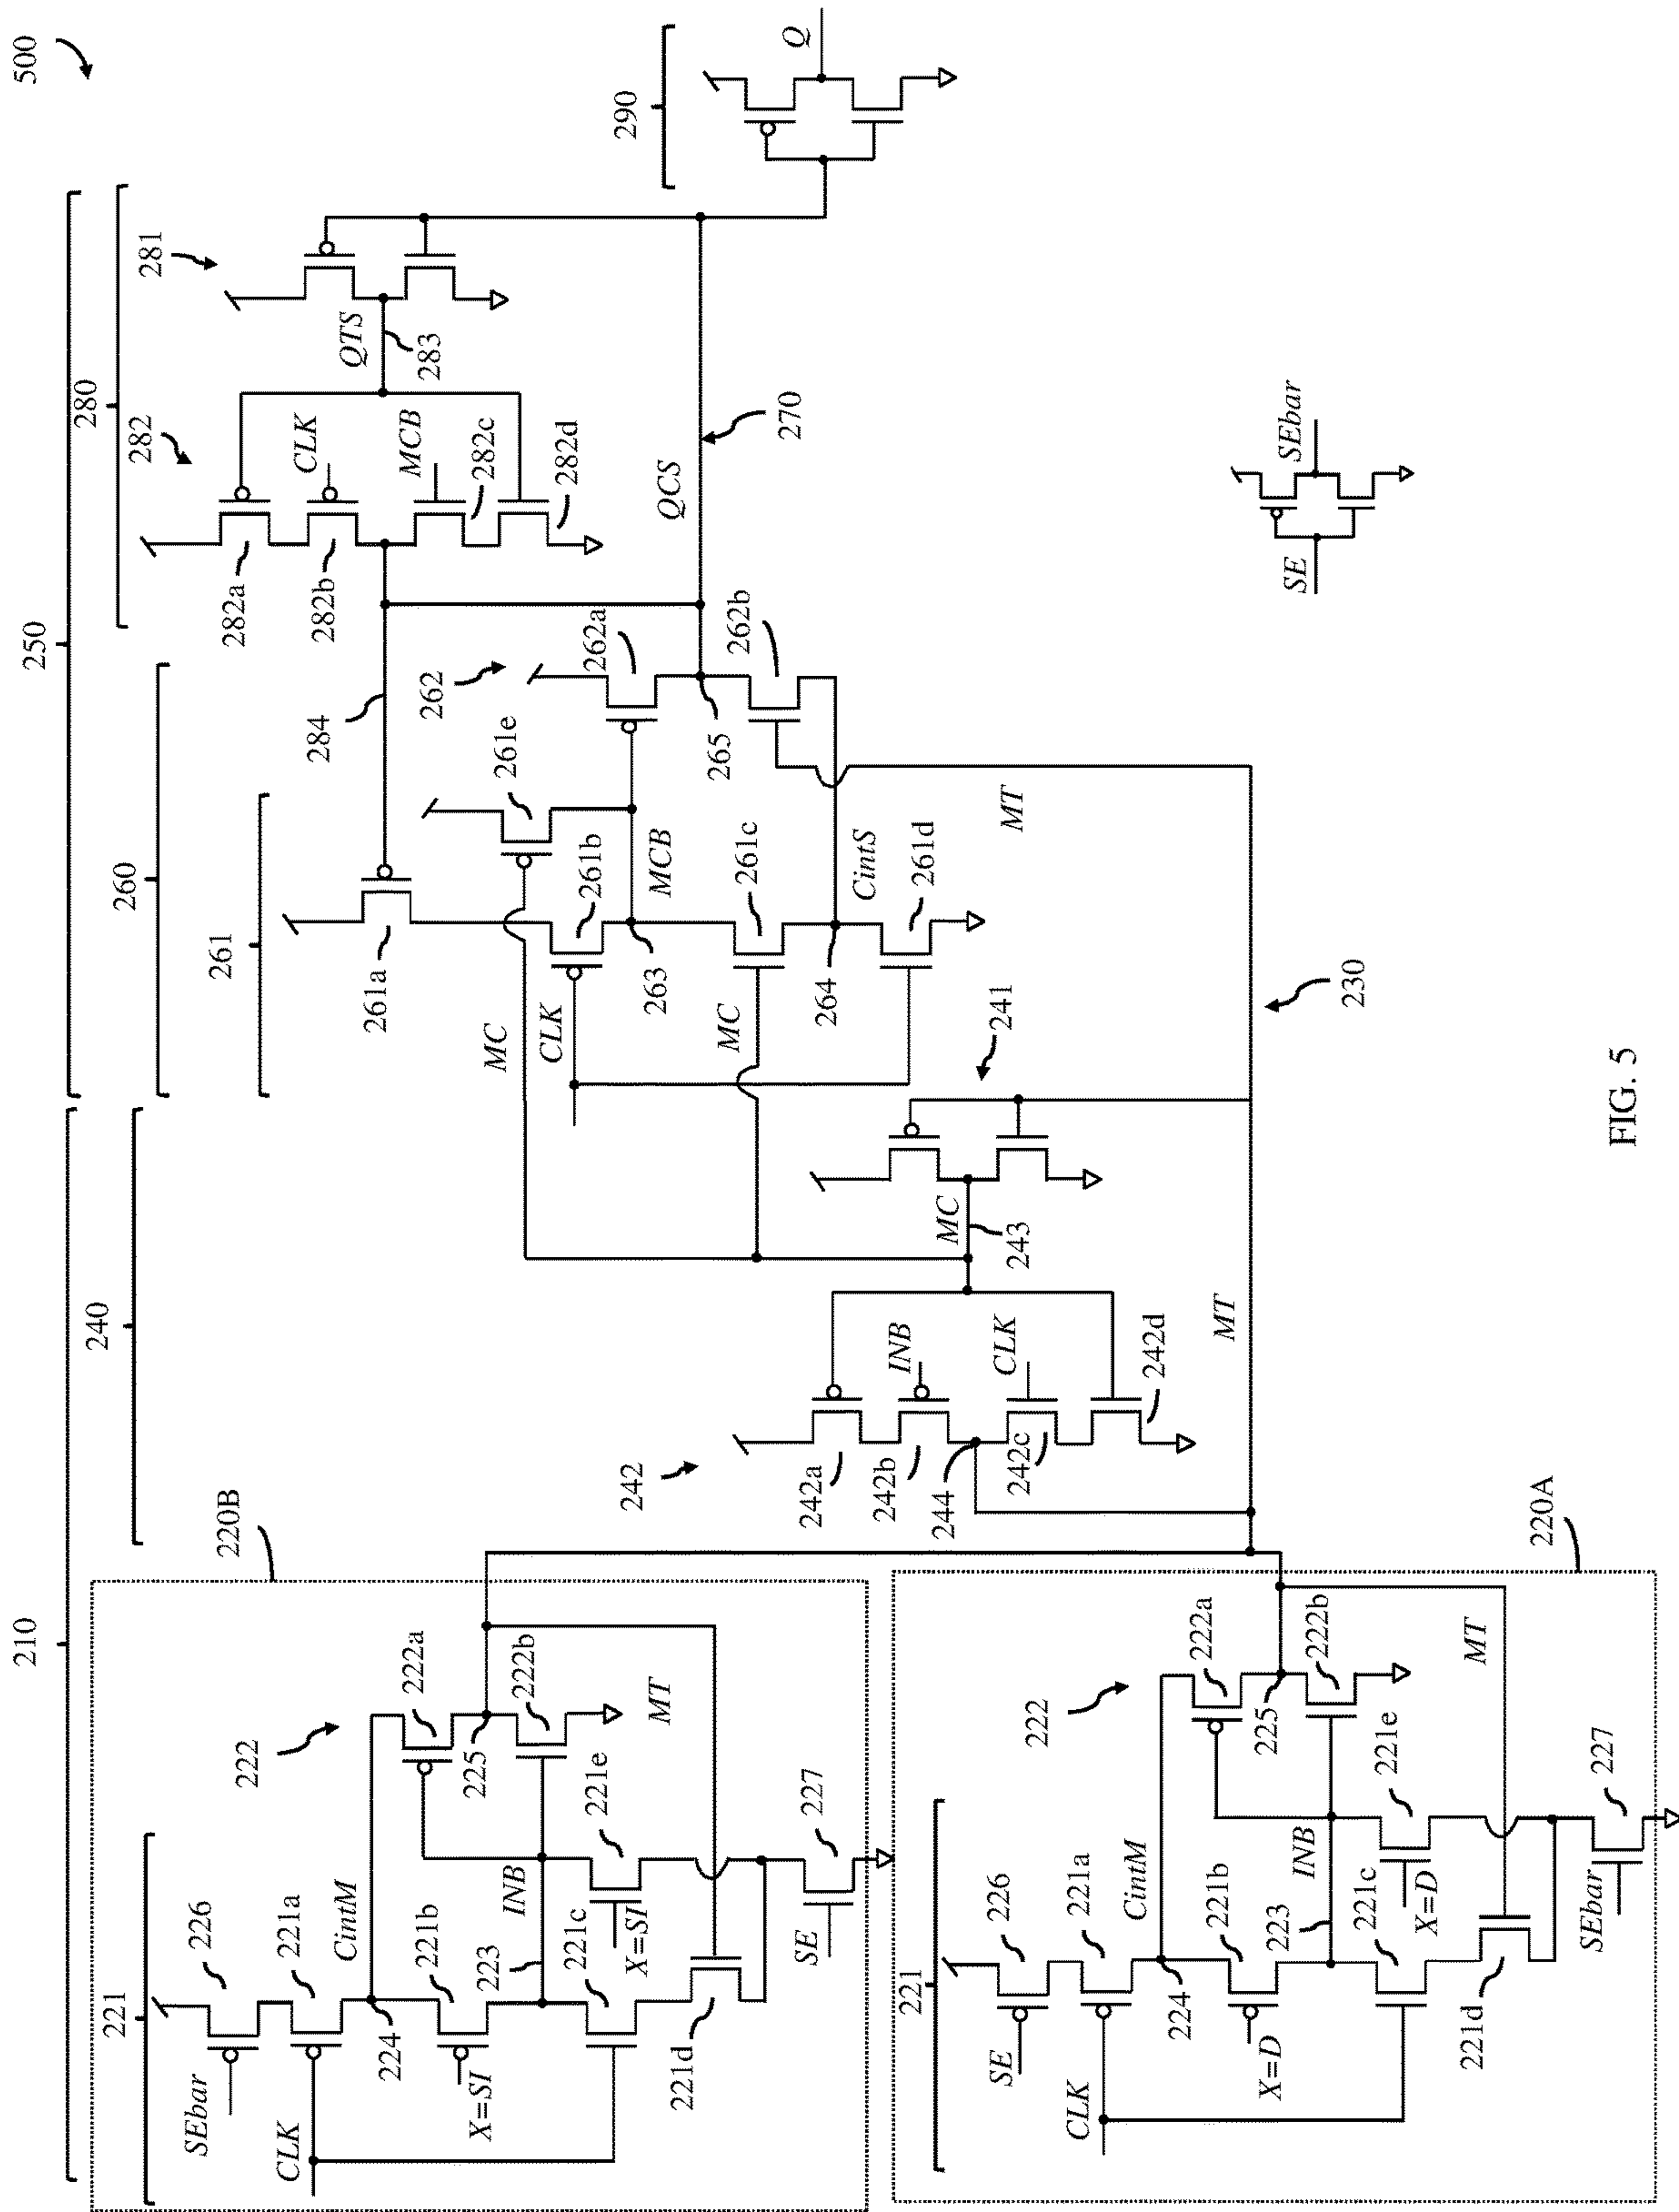 500
210
250
240
260
280
290
Q
220B
221
226
SEbar
221a
CLK
CintM
224
221b
X=SI
223
INB
221c
221d
X=SI
221e
SE
227
222
222a
225
222b
MT
220A
221
226
SE
221a
CLK
CintM
224
221b
X=D
223
INB
221c
221d
X=D
221e
SEbar
227
222
222a
225
222b
MT
242
242a
242b
INB
244
242c
CLK
242d
MT
MC
243
241
230
261
261a
MC
CLK
261b
261e
263
MCB
MC
261c
264
CintS
261d
MT
262
262a
265
262b
284
282
282a
282b
CLK
MCB
282c
282d
QTS
283
281
QCS
270
SE
SEbar
FIG. 5